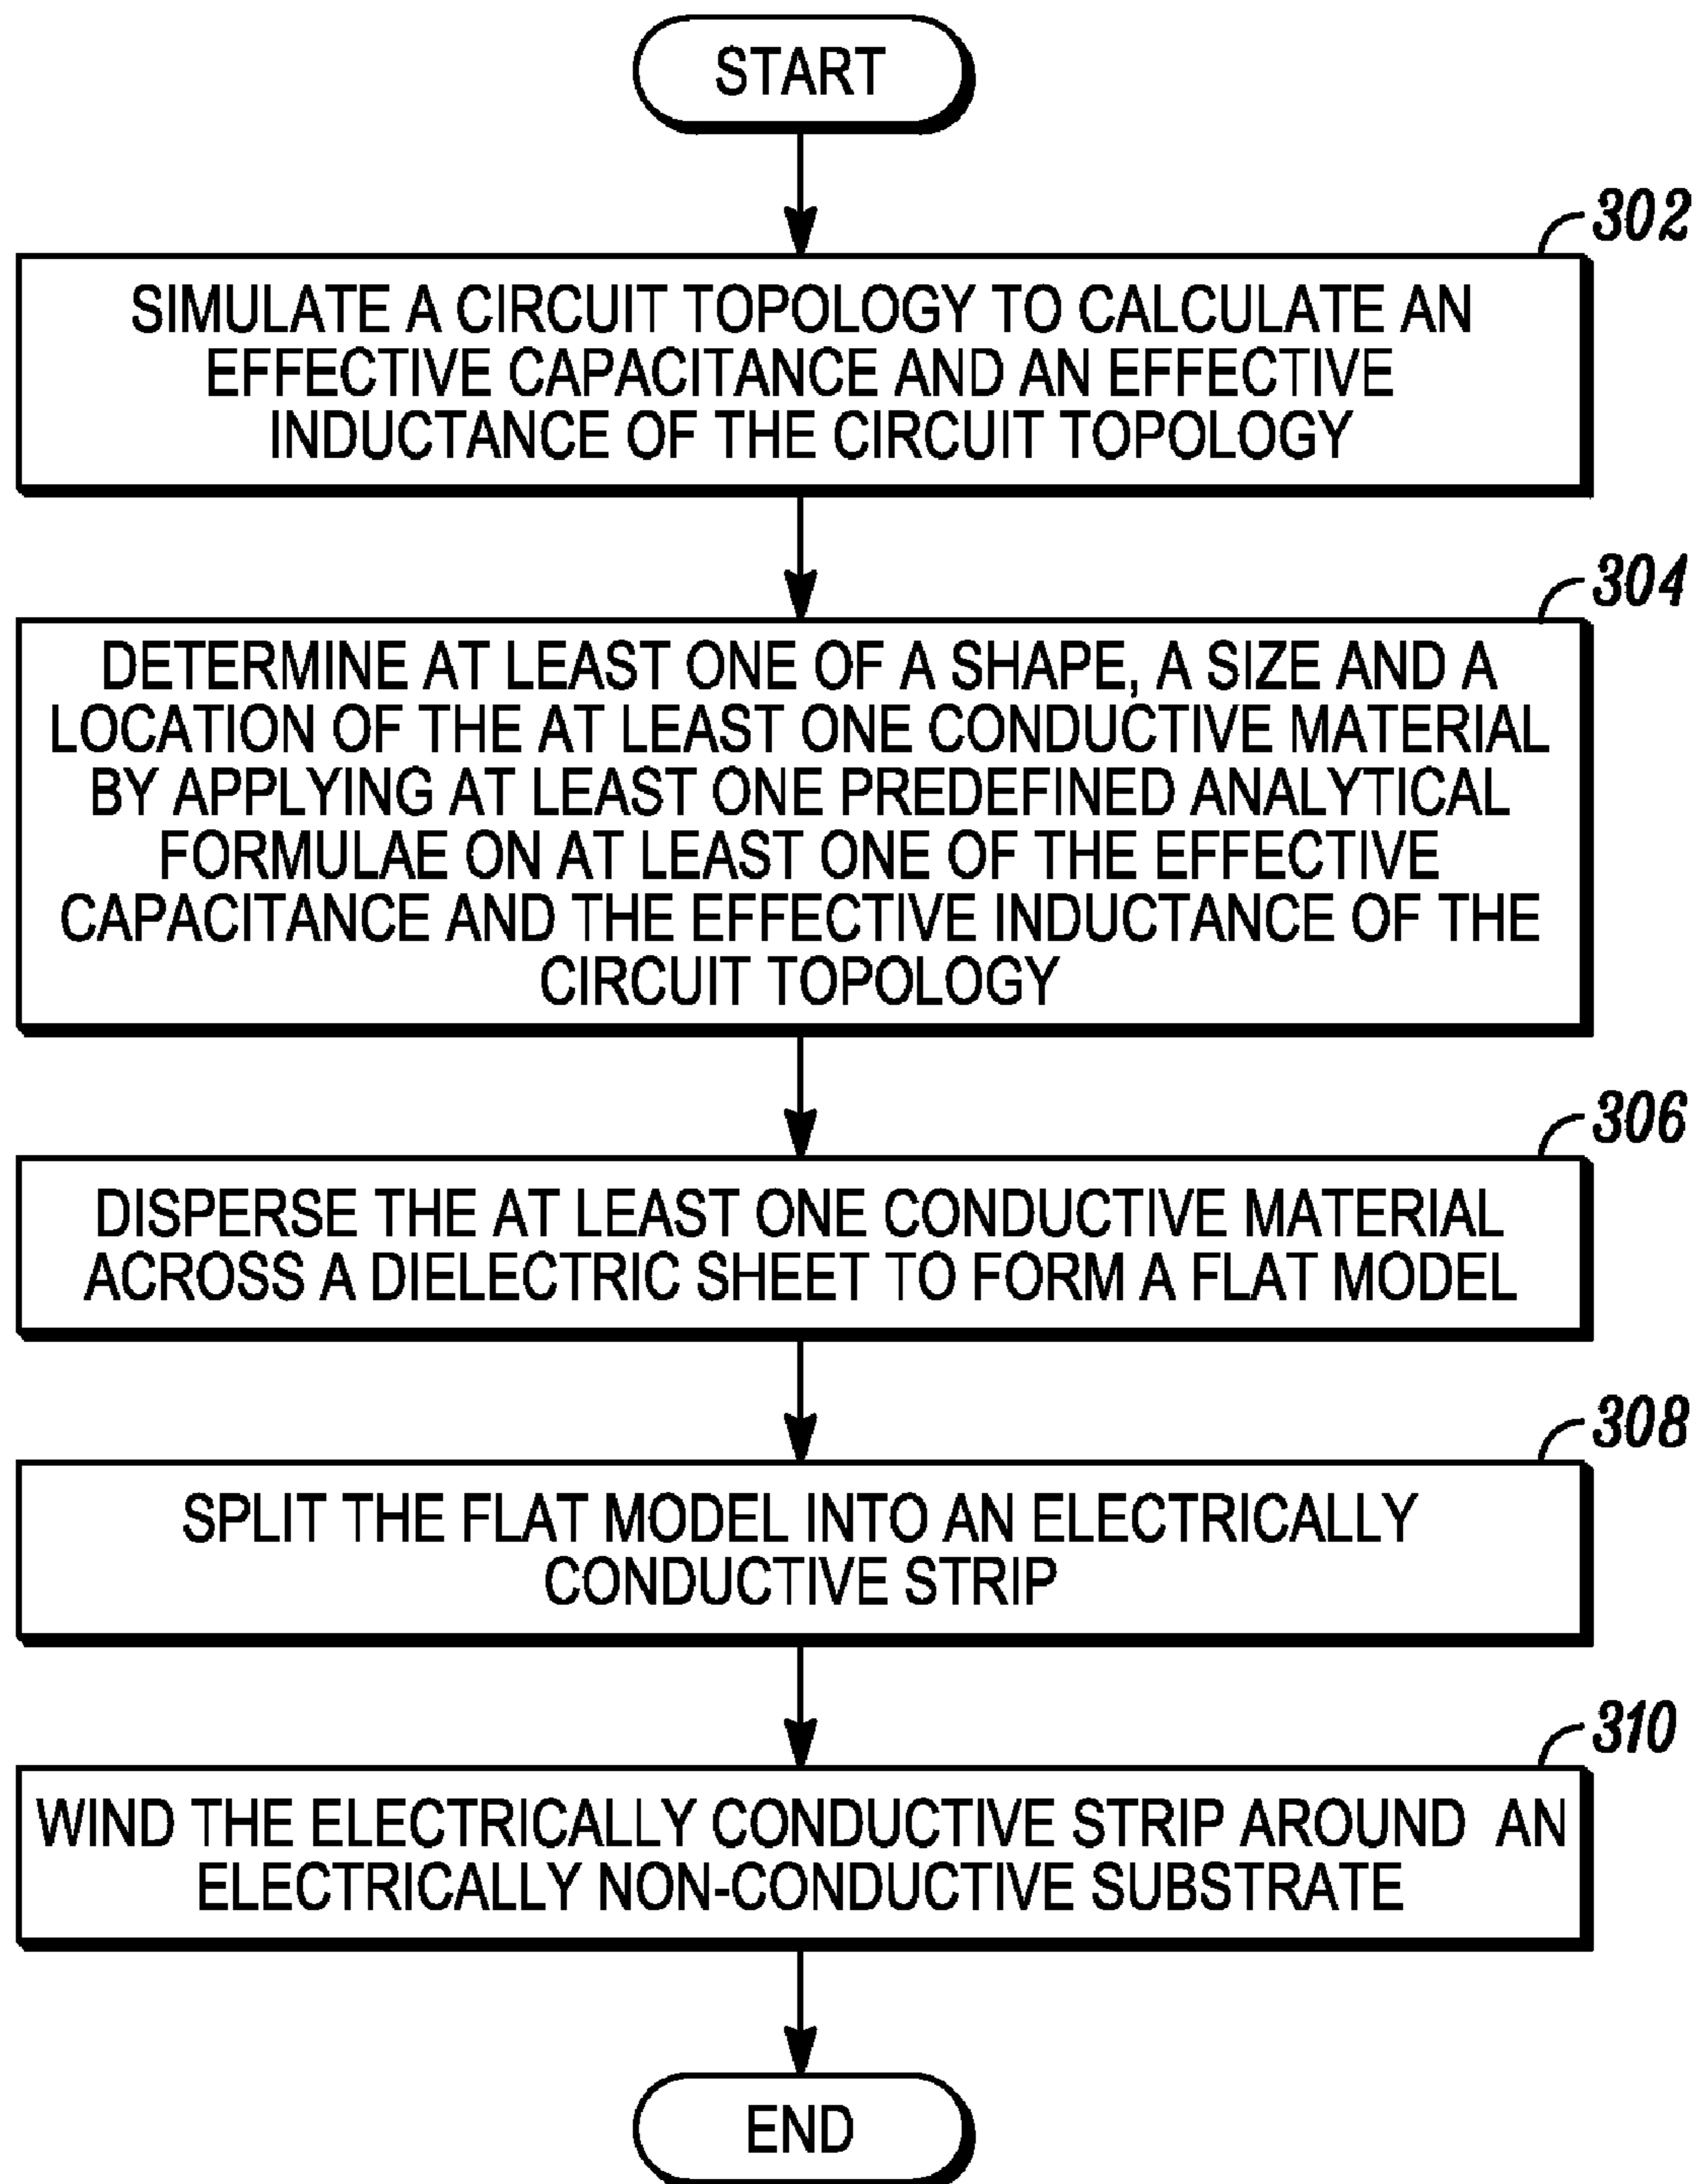 START
302
SIMULATE A CIRCUIT TOPOLOGY TO CALCULATE AN
EFFECTIVE CAPACITANCE AND AN EFFECTIVE
INDUCTANCE OF THE CIRCUIT TOPOLOGY
304
DETERMINE AT LEAST ONE OF A SHAPE, A SIZE AND A
LOCATION OF THE AT LEAST ONE CONDUCTIVE MATERIAL
BY APPLYING AT LEAST ONE PREDEFINED ANALYTICAL
FORMULAE ON AT LEAST ONE OF THE EFFECTIVE
CAPACITANCE AND THE EFFECTIVE INDUCTANCE OF THE
CIRCUIT TOPOLOGY
306
DISPERSE THE AT LEAST ONE CONDUCTIVE MATERIAL
ACROSS A DIELECTRIC SHEET TO FORM A FLAT MODEL
308
SPLIT THE FLAT MODEL INTO AN ELECTRICALLY
CONDUCTIVE STRIP
310
WIND THE ELECTRICALLY CONDUCTIVE STRIP AROUND AN
ELECTRICALLY NON-CONDUCTIVE SUBSTRATE
END